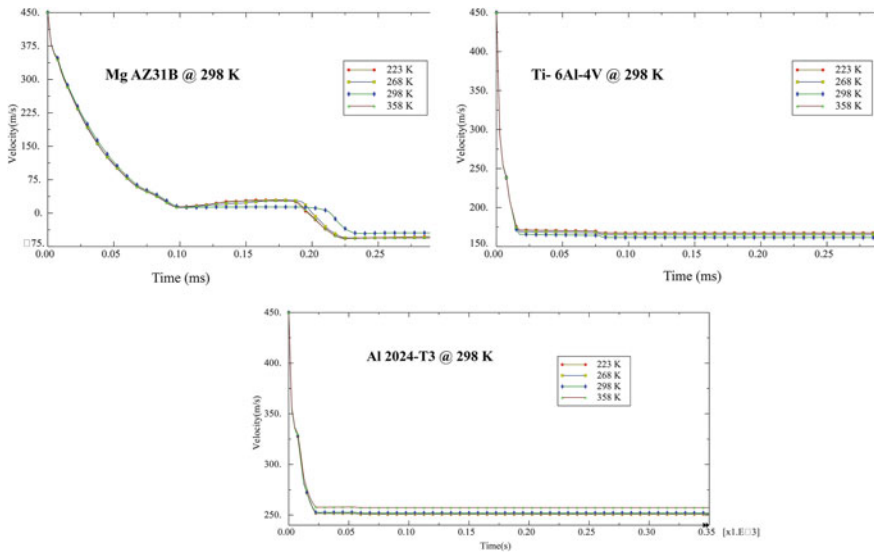 450.
375.
300.
225.
150.
75.
0.
□75.
Velocity(m/s)
Mg AZ31B @ 298 K
223 K
268 K
298 K
358 K
0.00 0.05 0.10 0.15 0.20 0.25
Time (ms)
450.
400.
350.
300.
250.
200.
150.
Velocity(m/s)
Ti- 6Al-4V @ 298 K
223 K
268 K
298 K
358 K
0.00 0.05 0.10 0.15 0.20 0.25
Time (ms)
450.
400.
350.
300.
250.
Velocity(m/s)
Al 2024-T3 @ 298 K
223 K
268 K
298 K
358 K
0.00 0.05 0.10 0.15 0.20 0.25 0.30 0.35 [x1.E□3]
Time(s)